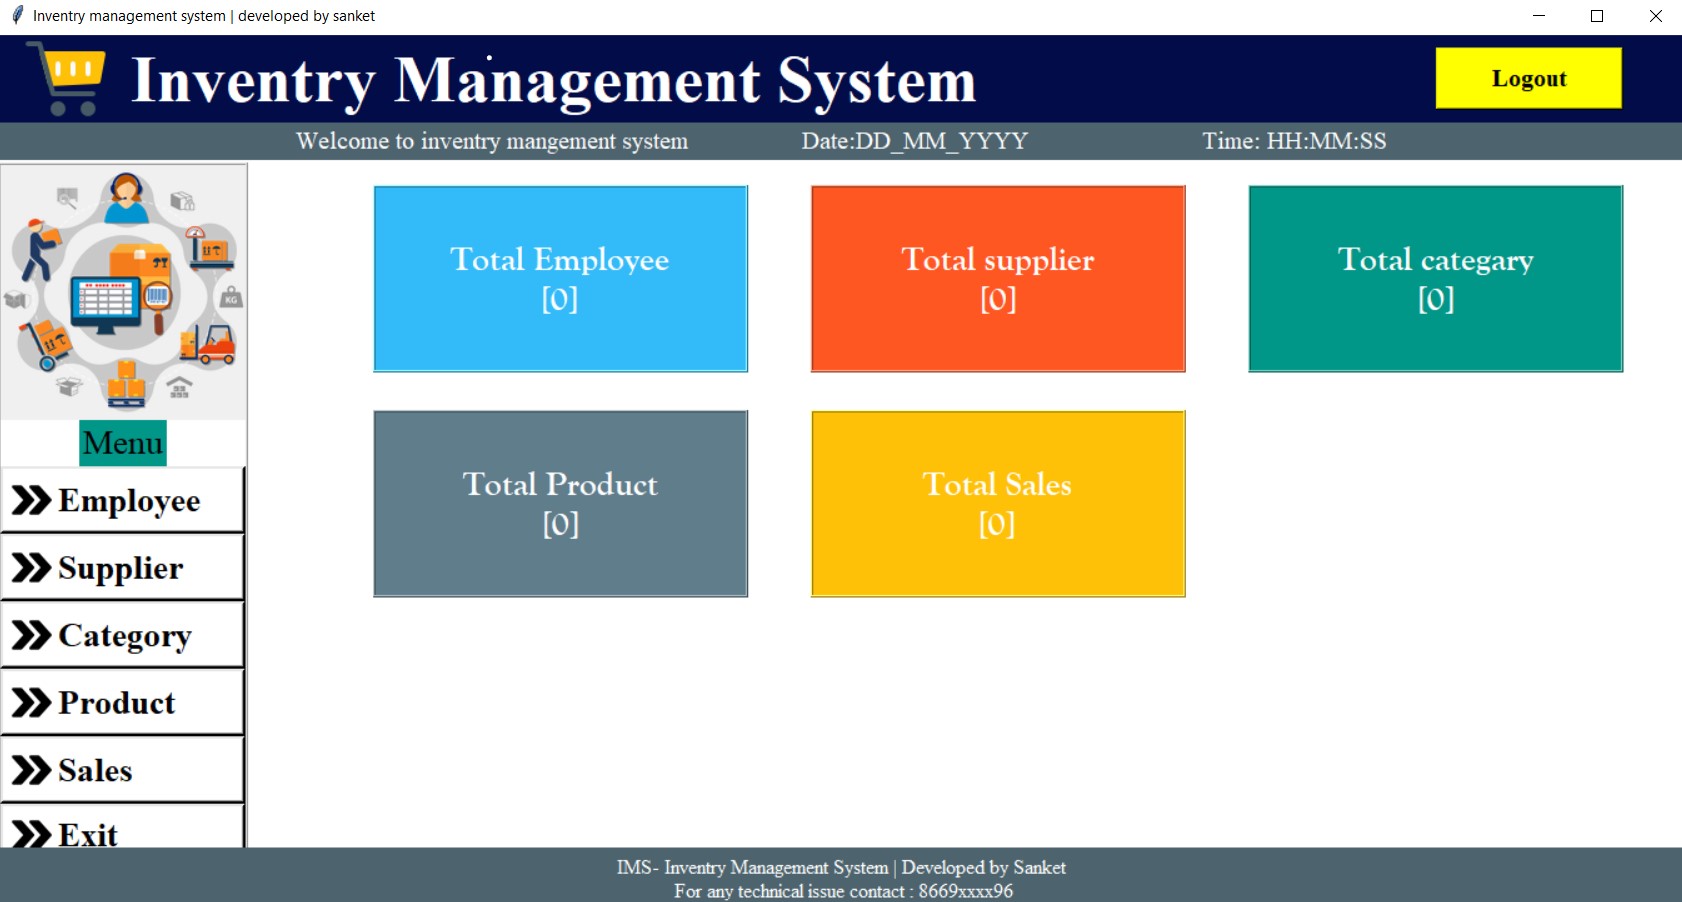 Inventry management system | developed by sanket
Inventry Management System
Logout
Welcome to inventry mangement system Date:DD_MM_YYYY Time: HH:MM:SS
KG
Total Employee
[0]
Total supplier
[0]
Total categary
[0]
Total Product
[0]
Total Sales
[0]
Menu
Employee
Supplier
Category
Product
Sales
Exit
IMS- Inventry Management System | Developed by Sanket
For any technical issue contact : 8669xxxx96